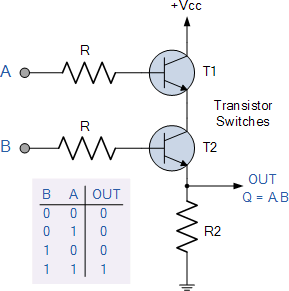 +Vcc
R
A
T1
Transistor
Switches
R
B
T2
OUT
Q = A.B
R2
B A OUT
0 0 0
0 1 0
1 0 0
1 1 1